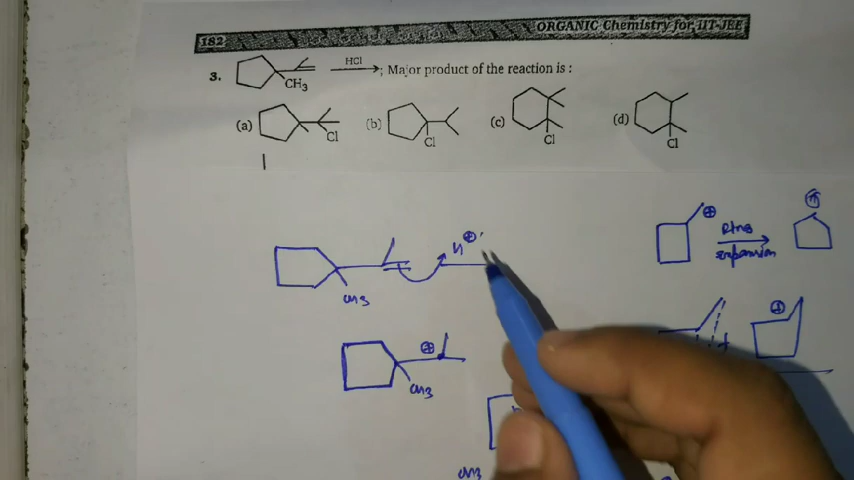 182
ORGANIC Chemistry for IIT-JEE
3.
CH3
HCl
; Major product of the reaction is :
(a)
Cl
(b)
Cl
(c)
Cl
(d)
Cl
H⊕
CH3
⊕
Ring
expansion
⊕
⊕
CH3
⊕
CH3